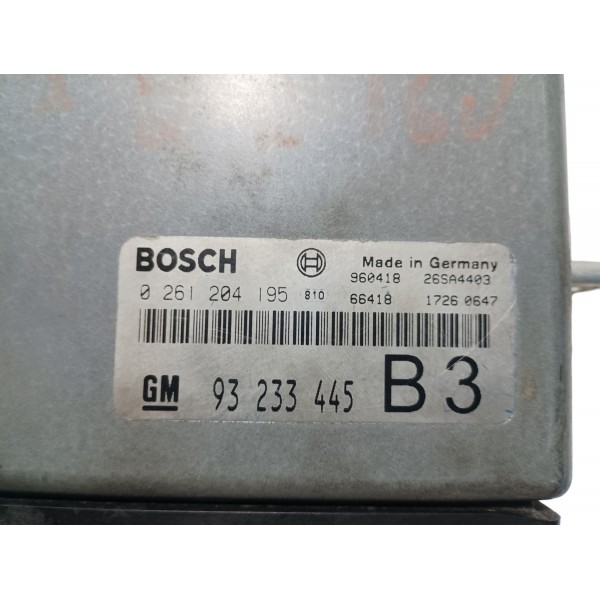 BOSCH Made in Germany
960418 26SA4403
0 261 204 195 810 66418 1726 0647
GM 93 233 445 B3